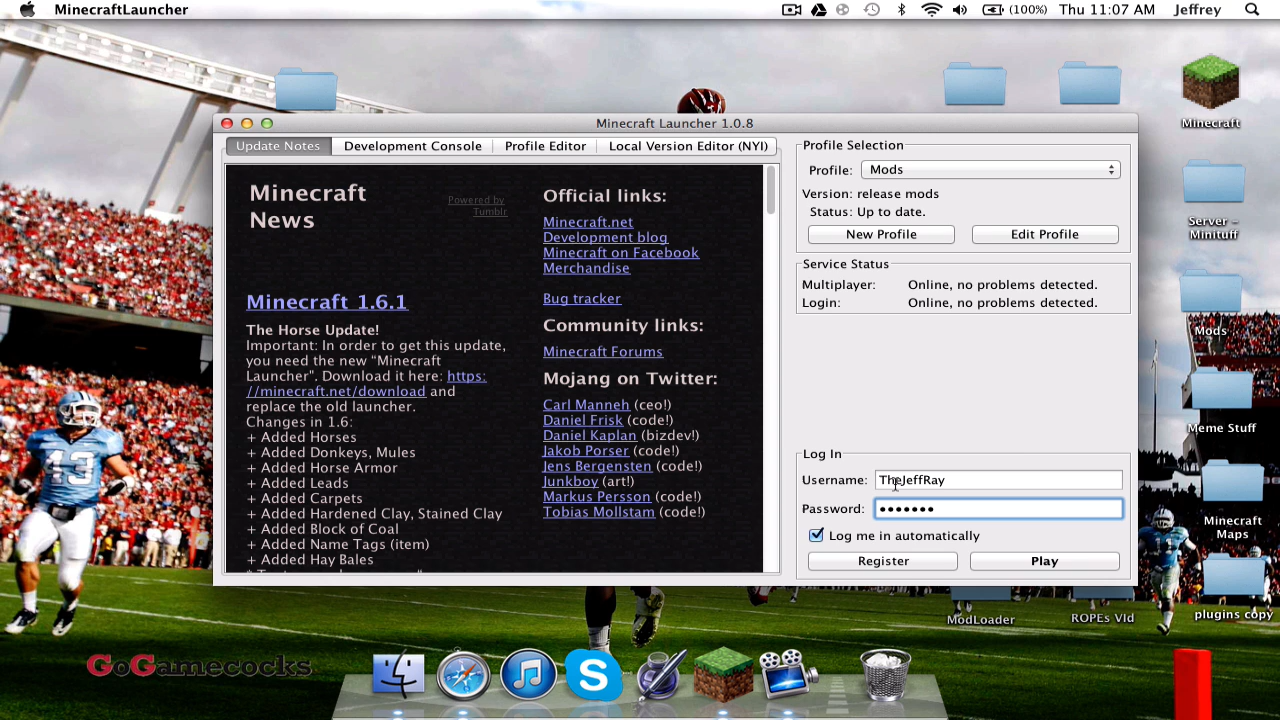 MinecraftLauncher
(100%) Thu 11:07 AM Jeffrey
Minecraft Launcher 1.0.8
Update Notes
Development Console
Profile Editor
Local Version Editor (NYI)
Minecraft
News
Powered by
Tumblr
Minecraft 1.6.1
The Horse Update!
Important: In order to get this update,
you need the new "Minecraft
Launcher". Download it here: https:
//minecraft.net/download and
replace the old launcher.
Changes in 1.6:
+ Added Horses
+ Added Donkeys, Mules
+ Added Horse Armor
+ Added Leads
+ Added Carpets
+ Added Hardened Clay, Stained Clay
+ Added Block of Coal
+ Added Name Tags (item)
+ Added Hay Bales
Official links:
Minecraft.net
Development blog
Minecraft on Facebook
Merchandise
Bug tracker
Community links:
Minecraft Forums
Mojang on Twitter:
Carl Manneh (ceo!)
Daniel Frisk (code!)
Daniel Kaplan (bizdev!)
Jakob Porser (code!)
Jens Bergensten (code!)
Junkboy (art!)
Markus Persson (code!)
Tobias Mollstam (code!)
Profile Selection
Profile: Mods
Version: release mods
Status: Up to date.
New Profile
Edit Profile
Service Status
Multiplayer: Online, no problems detected.
Login: Online, no problems detected.
Log In
Username: TheJeffRay
Password: •••••••
Log me in automatically
Register
Play
Minecraft
Server -
Minituff
Mods
Meme Stuff
Minecraft
Maps
plugins copy
ModLoader
ROPEs VId
GoGamecocks
13